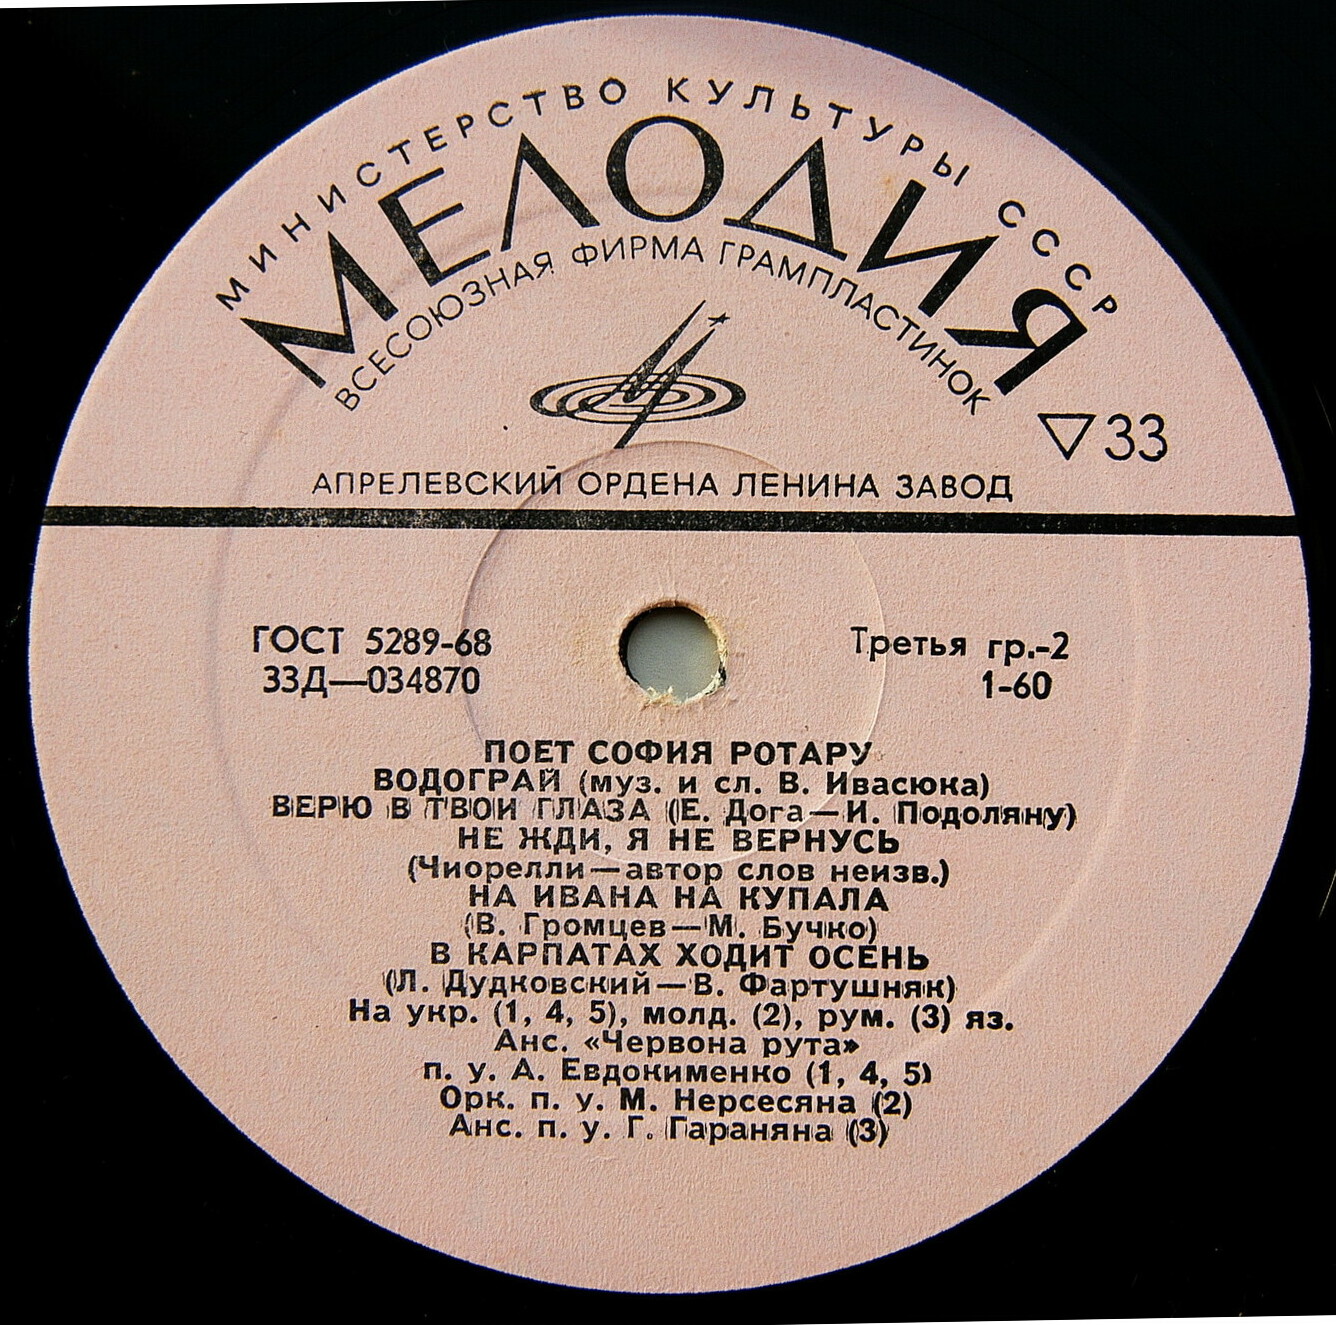 МИНИСТЕРСТВО КУЛЬТУРЫ СССР
МЕЛОДИЯ
ВСЕСОЮЗНАЯ ФИРМА ГРАМПЛАСТИНОК
33
АПРЕЛЕВСКИЙ ОРДЕНА ЛЕНИНА ЗАВОД
ГОСТ 5289-68
33Д—034870
Третья гр.-2
1-60
ПОЕТ СОФИЯ РОТАРУ
ВОДОГРАЙ (муз. и сл. В. Ивасюка)
ВЕРЮ В ТВОИ ГЛАЗА (Е. Дога—И. Подоляну)
НЕ ЖДИ, Я НЕ ВЕРНУСЬ
(Чиорелли—автор слов неизв.)
НА ИВАНА НА КУПАЛА
(В. Громцев—М. Бучко)
В КАРПАТАХ ХОДИТ ОСЕНЬ
(Л. Дудковский—В. Фартушняк)
На укр. (1, 4, 5), молд. (2), рум. (3) яз.
Анс. «Червона рута»
п. у. А. Евдокименко (1, 4, 5)
Орк. п. у. М. Нерсесяна (2)
Анс. п. у. Г. Гараняна (3)